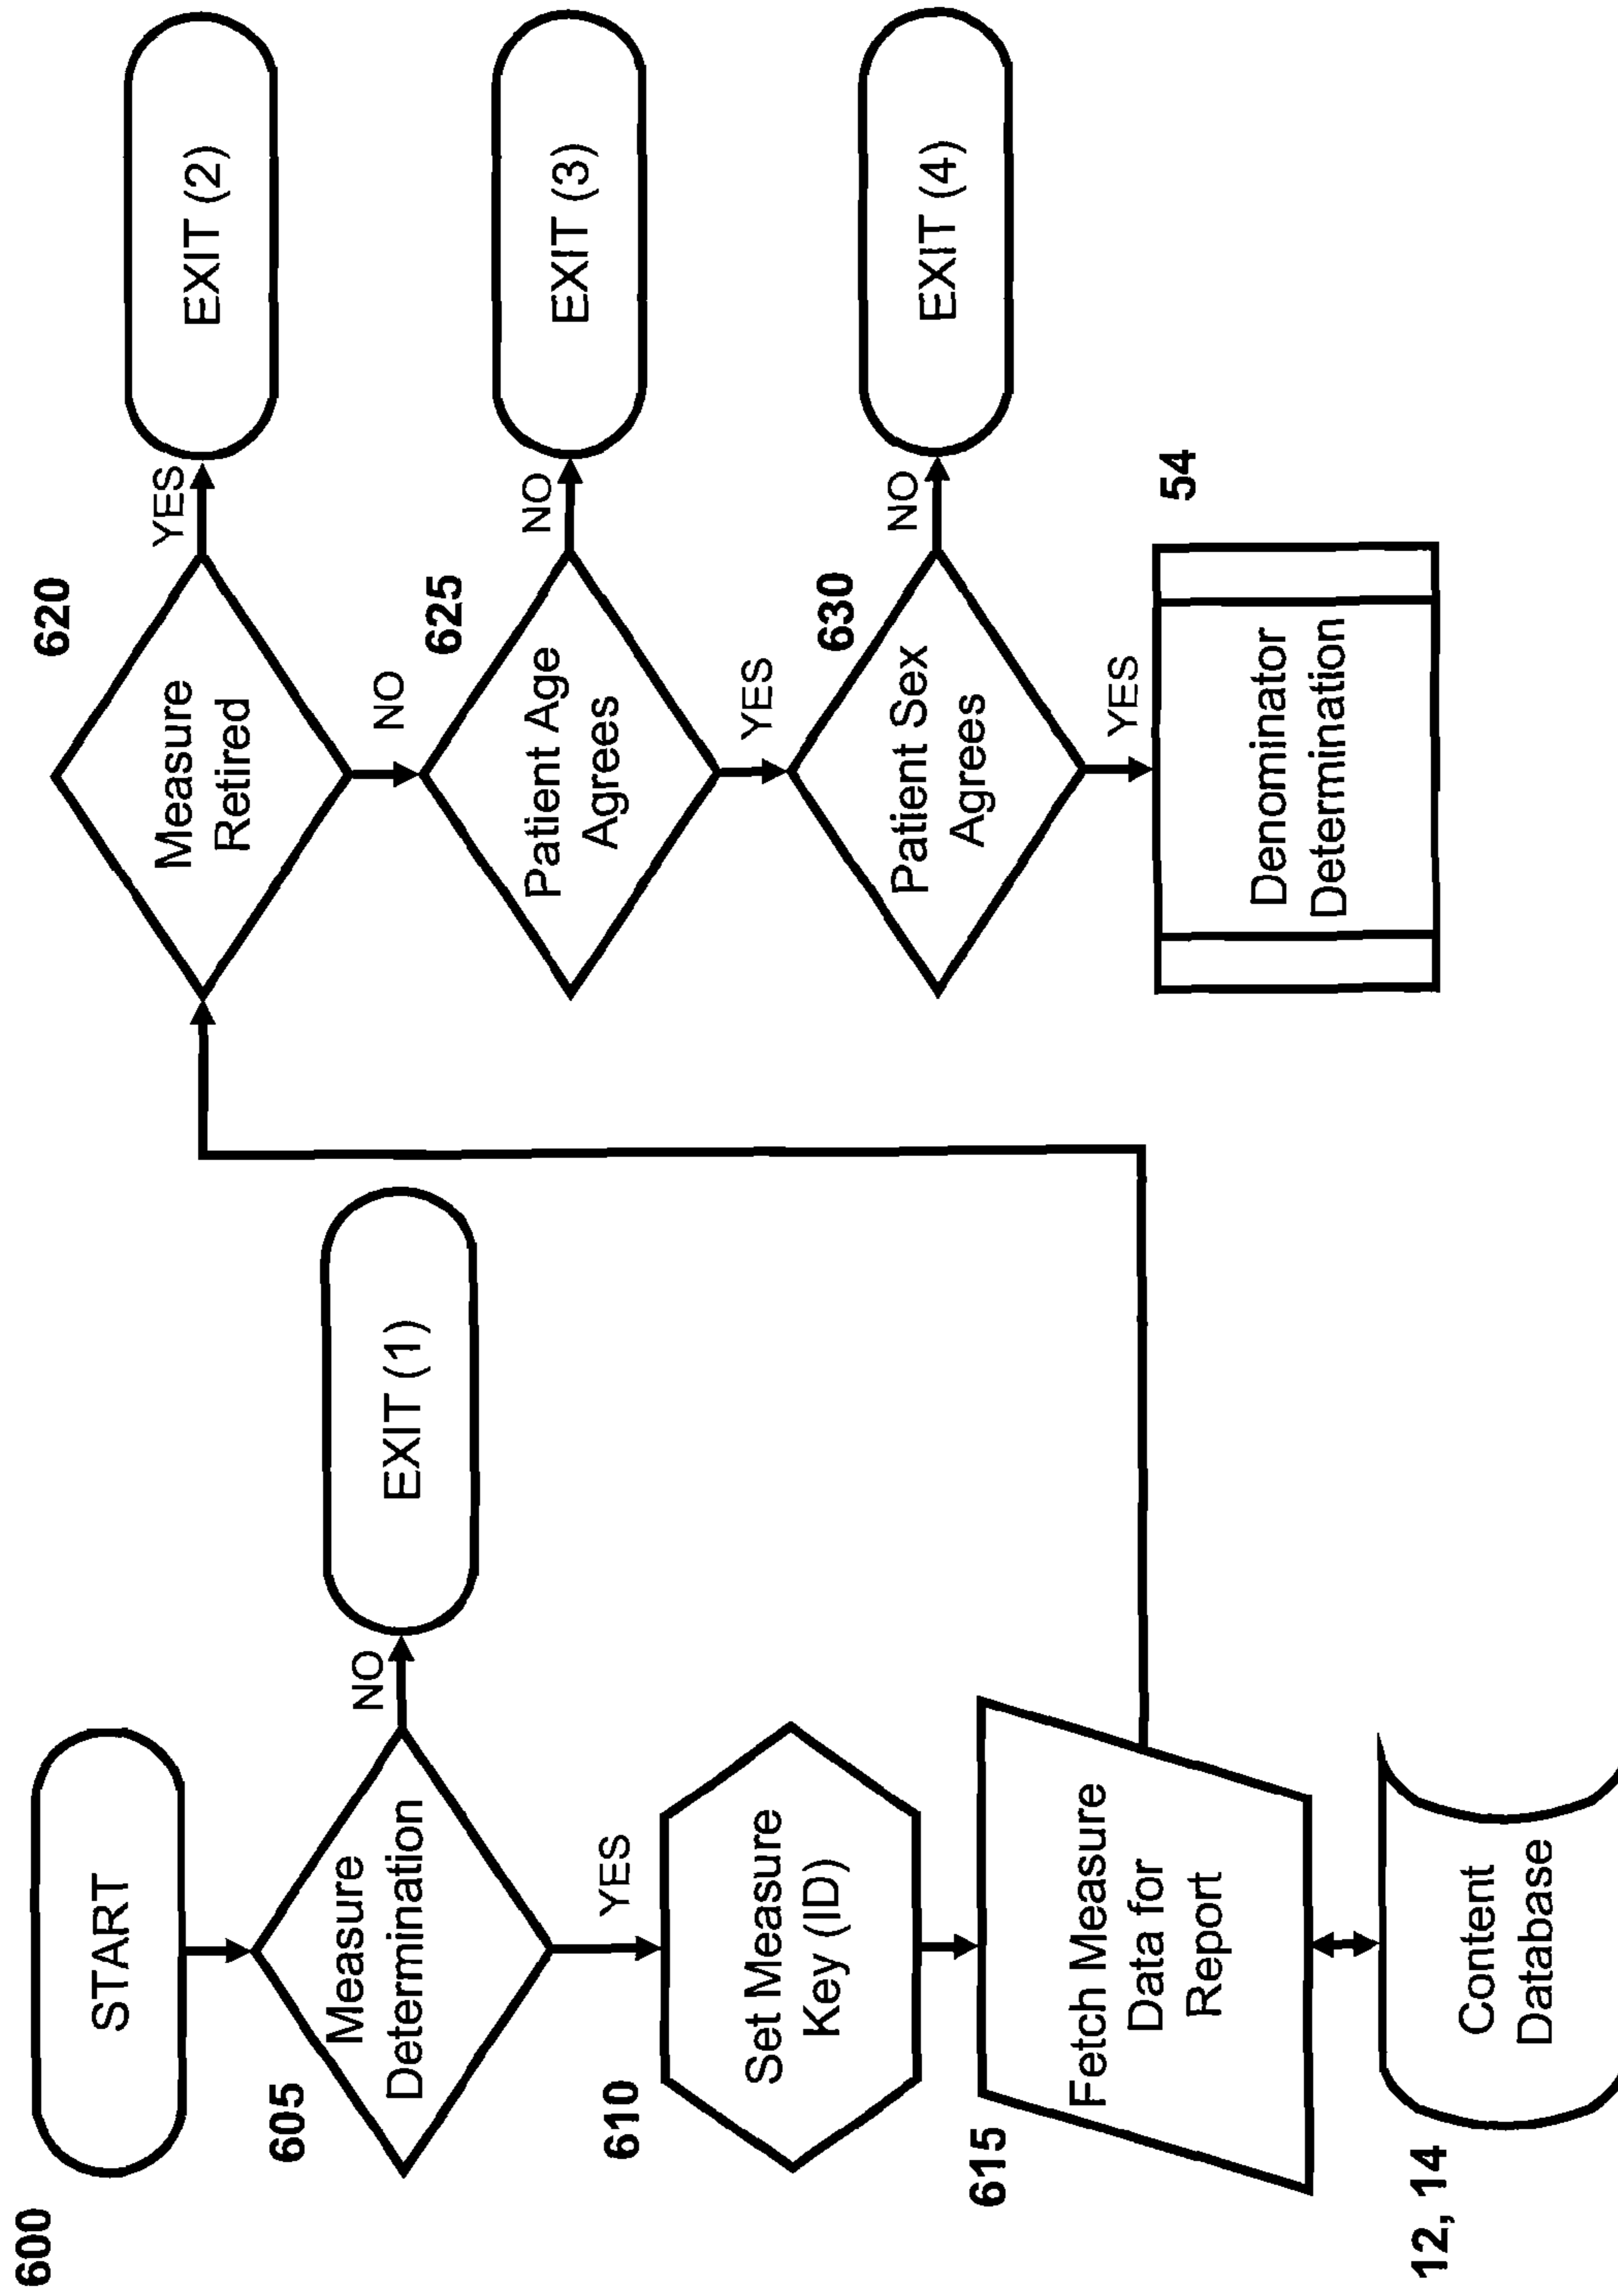 600
START
605
Measure
Determination
NO
EXIT (1)
YES
610
Set Measure
Key (ID)
615
Fetch Measure
Data for
Report
12, 14
Content
Database
620
Measure
Retired
YES
EXIT (2)
NO
625
Patient Age
Agrees
NO
EXIT (3)
YES
630
Patient Sex
Agrees
NO
EXIT (4)
YES
54
Denominator
Determination